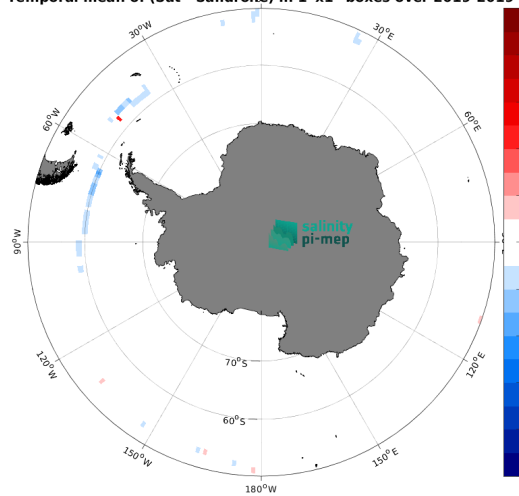 Temporal mean of (Sat - Saildrone) in 1°x1° boxes over 2019-2019
30°W
30°E
60°W
60°E
salinity
pi-mep
90°W
120°W
120°E
70°S
60°S
150°W
150°E
180°W